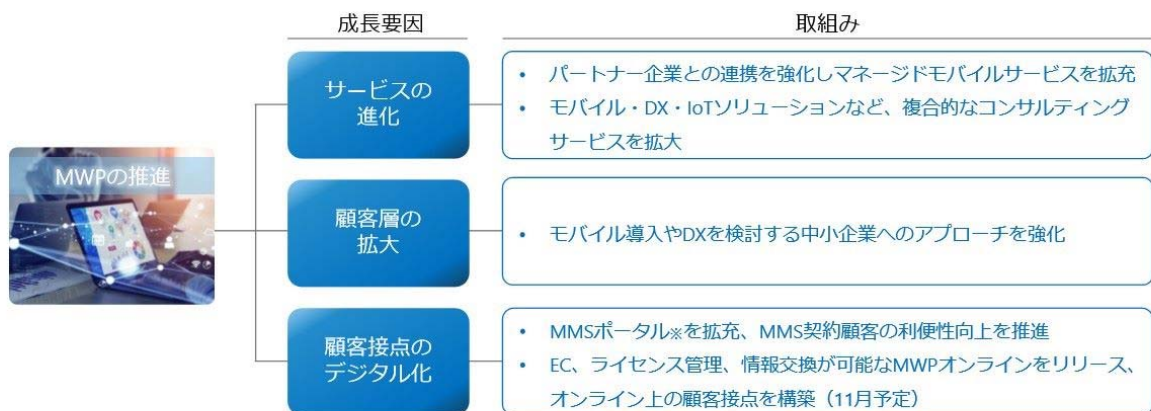 成長要因
取組み
MWPの推進
サービスの
進化
• パートナー企業との連携を強化しマネージドモバイルサービスを拡充
• モバイル・DX・IoTソリューションなど、複合的なコンサルティング
サービスを拡大
顧客層の
拡大
• モバイル導入やDXを検討する中小企業へのアプローチを強化
顧客接点の
デジタル化
• MMSポータル※を拡充、MMS契約顧客の利便性向上を推進
• EC、ライセンス管理、情報交換が可能なMWPオンラインをリリース、
オンライン上の顧客接点を構築（11月予定）